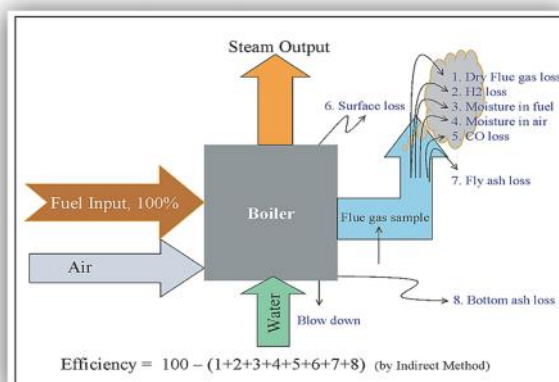 Steam Output
1. Dry Flue gas loss
2. H2 loss
3. Moisture in fuel
4. Moisture in air
5. CO loss
6. Surface loss
7. Fly ash loss
Fuel Input, 100%
Boiler
Flue gas sample
Air
Water
Blow down
8. Bottom ash loss
Efficiency = 100 – (1+2+3+4+5+6+7+8) (by Indirect Method)